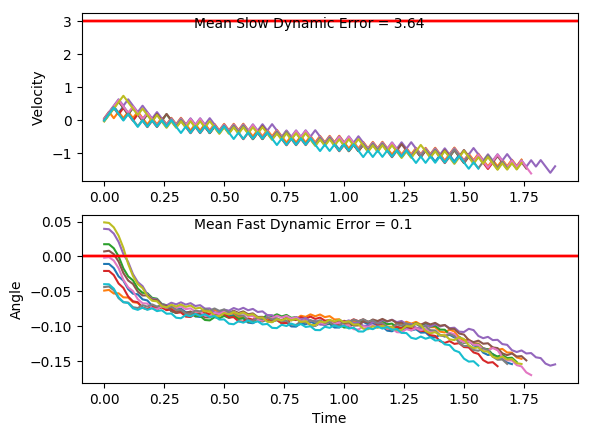 Mean Slow Dynamic Error = 3.64
3
2
1
0
−1
Velocity
0.00 0.25 0.50 0.75 1.00 1.25 1.50 1.75
Mean Fast Dynamic Error = 0.1
0.05
0.00
−0.05
−0.10
−0.15
Angle
0.00 0.25 0.50 0.75 1.00 1.25 1.50 1.75
Time